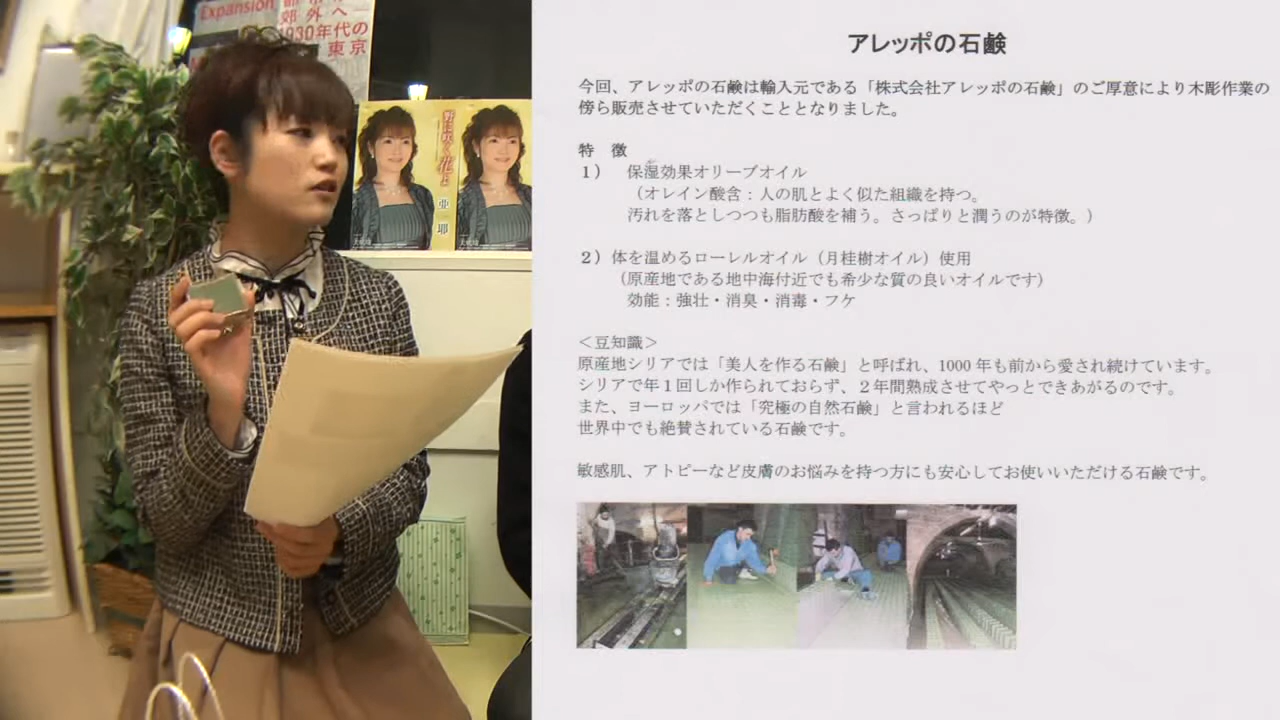 Expansion
郊外へ
1930年代の
東京
野に咲く花よ
亜耶
アレッポの石鹸
今回、アレッポの石鹸は輸入元である「株式会社アレッポの石鹸」のご厚意により木彫作業の
傍ら販売させていただくこととなりました。
特 徴
１） 保湿効果オリーブオイル
（オレイン酸含：人の肌とよく似た組織を持つ。
汚れを落としつつも脂肪酸を補う。さっぱりと潤うのが特徴。）
２）体を温めるローレルオイル（月桂樹オイル）使用
（原産地である地中海付近でも希少な質の良いオイルです）
効能：強壮・消臭・消毒・フケ
＜豆知識＞
原産地シリアでは「美人を作る石鹸」と呼ばれ、1000 年も前から愛され続けています。
シリアで年１回しか作られておらず、２年間熟成させてやっとできあがるのです。
また、ヨーロッパでは「究極の自然石鹸」と言われるほど
世界中でも絶賛されている石鹸です。
敏感肌、アトピーなど皮膚のお悩みを持つ方にも安心してお使いいただける石鹸です。